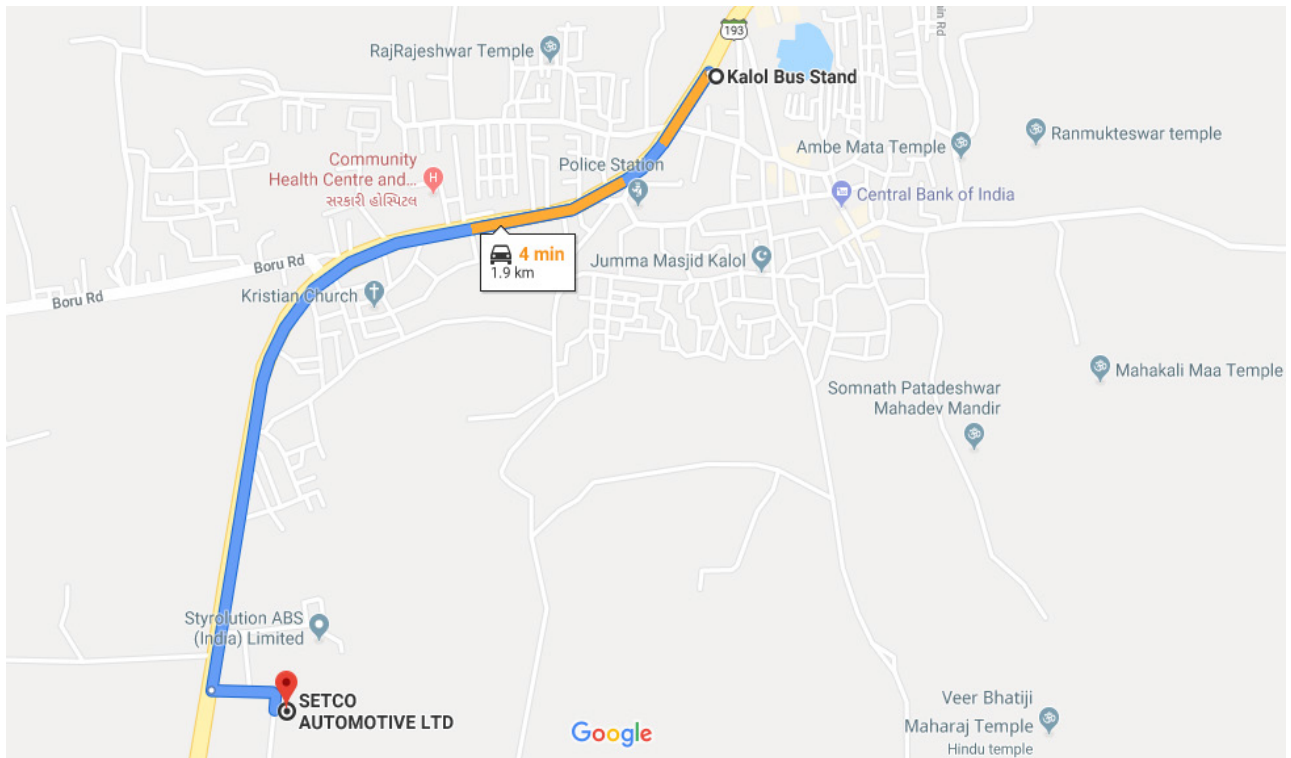 193
in Rd
RajRajeshwar Temple
Kalol Bus Stand
Ambe Mata Temple
Ranmukteswar temple
Community
Health Centre and...
સરકારી હોસ્પિટલ
H
Police Station
Central Bank of India
4 min
1.9 km
Jumma Masjid Kalol
Boru Rd
Boru Rd
Kristian Church
Mahakali Maa Temple
Somnath Patadeshwar
Mahadev Mandir
Styrolution ABS
(India) Limited
SETCO
AUTOMOTIVE LTD
Google
Veer Bhatiji
Maharaj Temple
Hindu temple